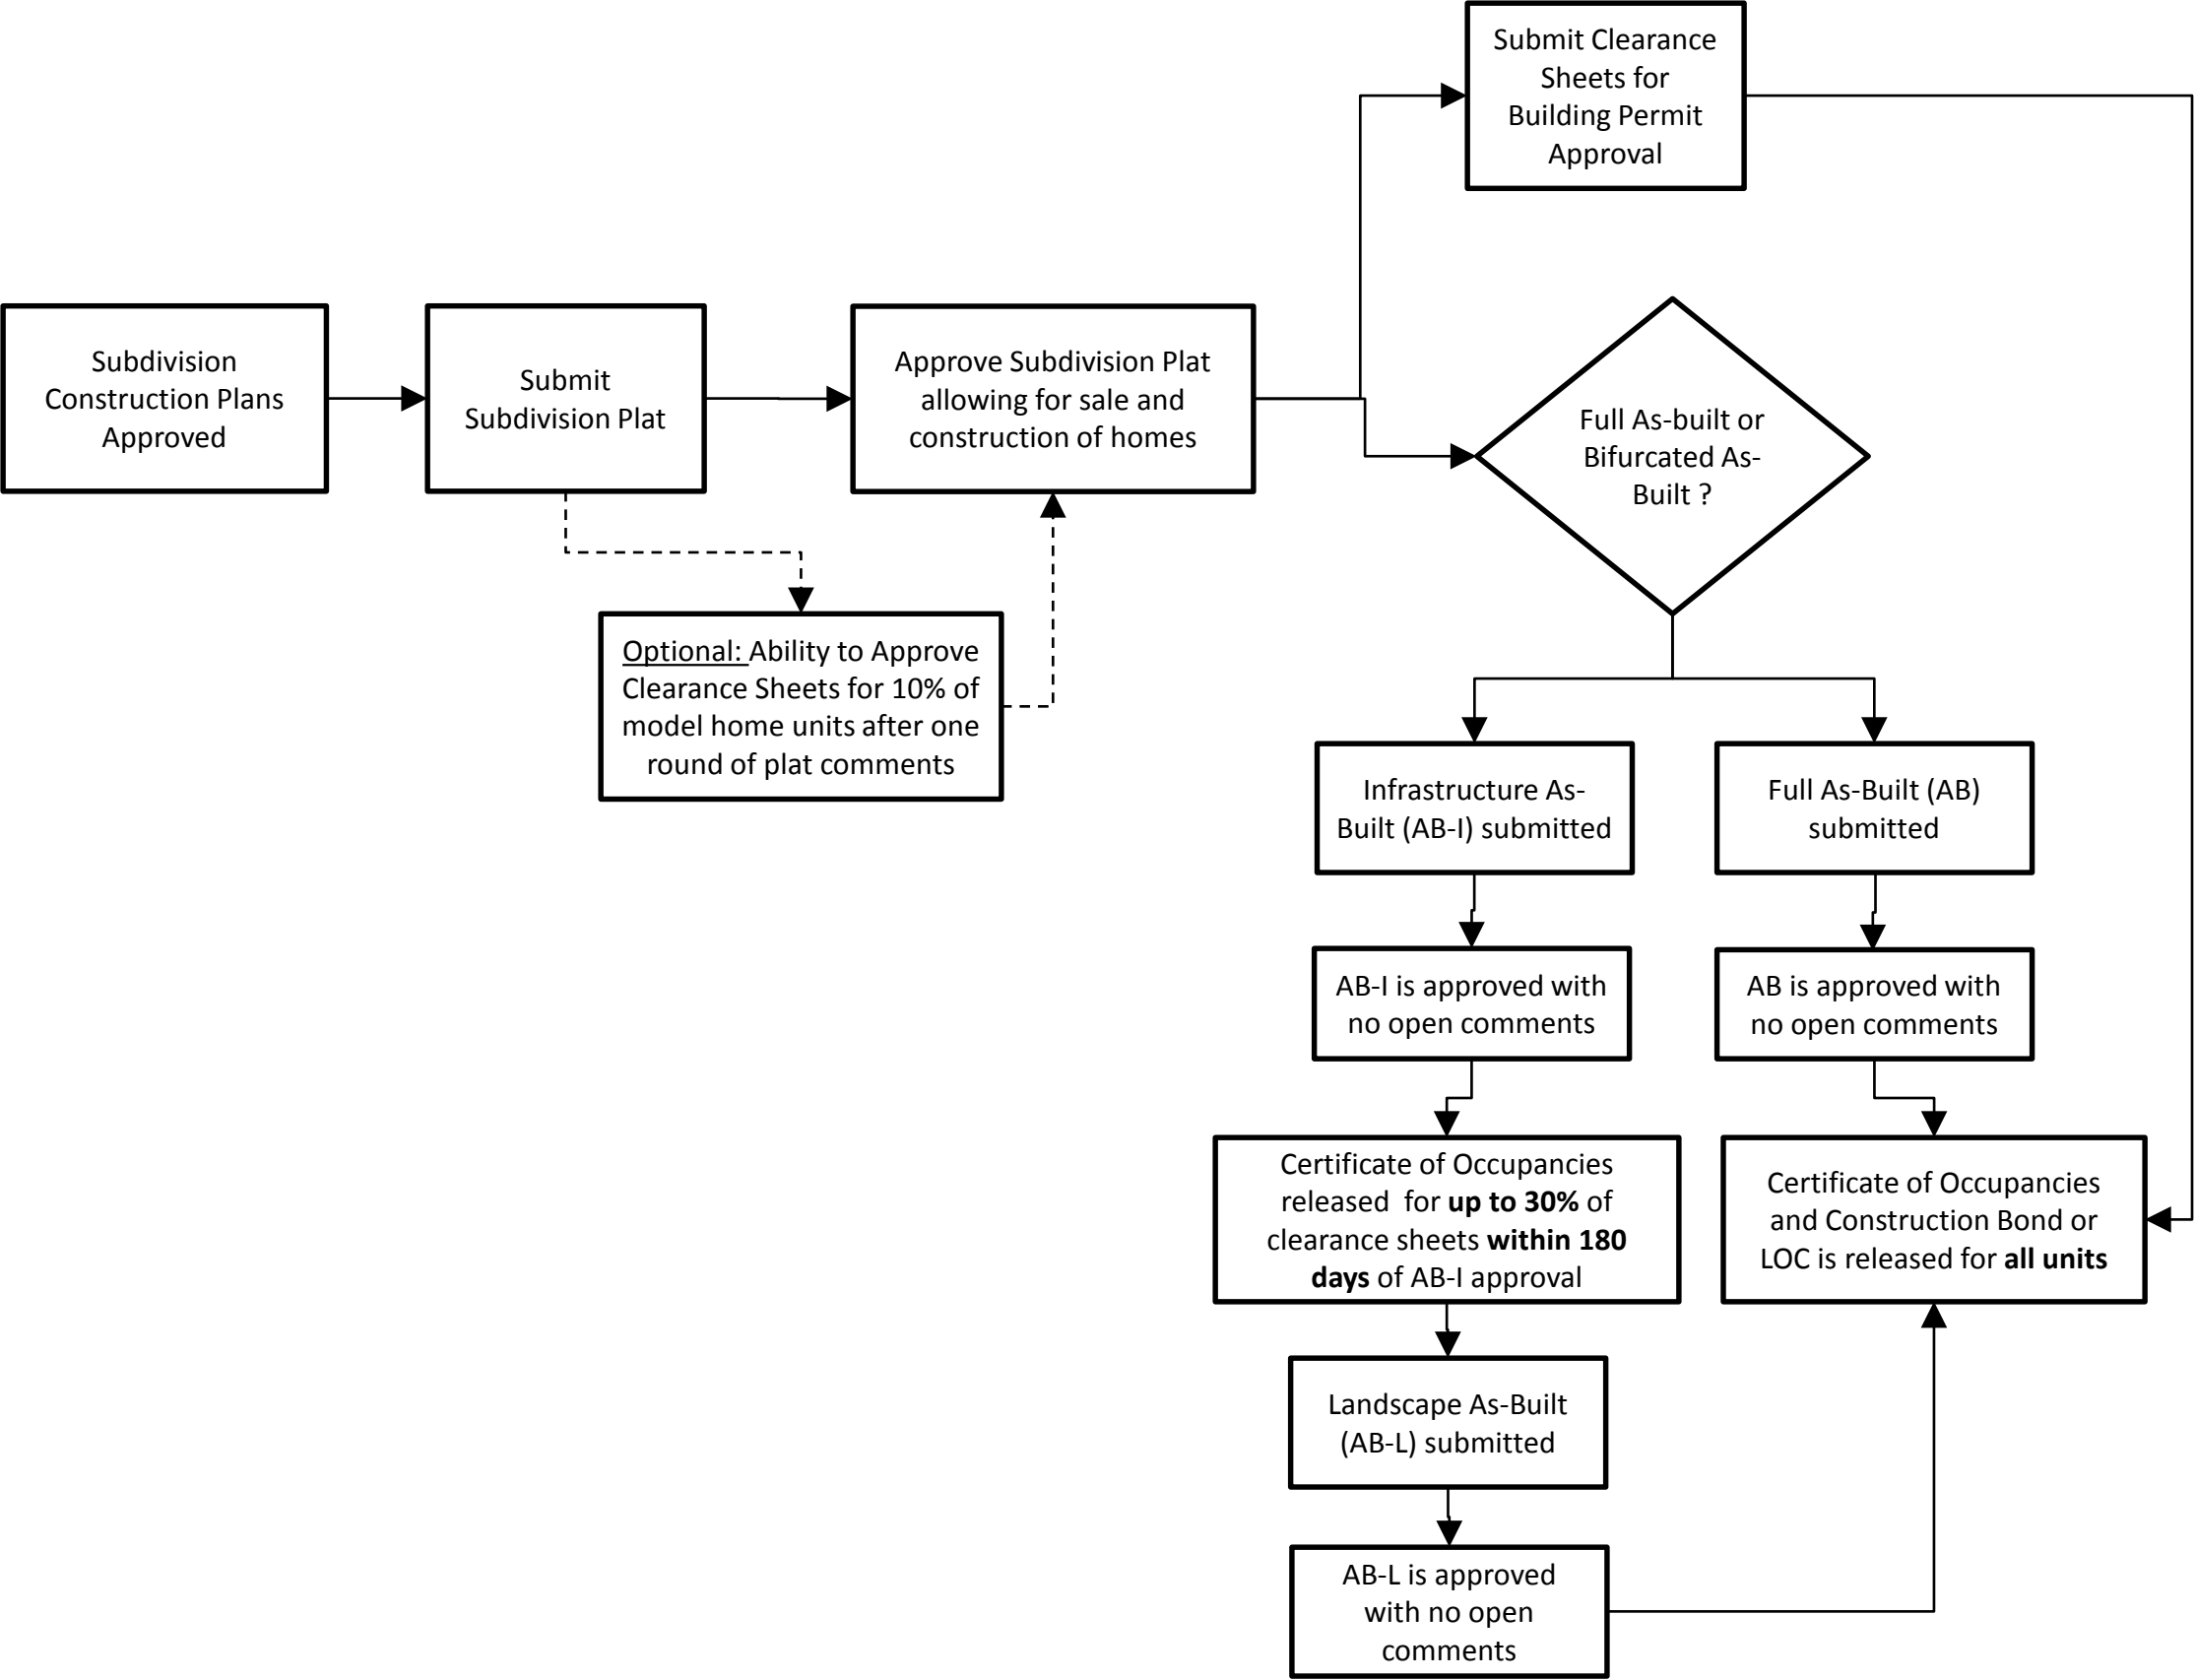 Submit Clearance
Sheets for
Building Permit
Approval
Subdivision
Construction Plans
Approved
Submit
Subdivision Plat
Approve Subdivision Plat
allowing for sale and
construction of homes
Full As-built or
Bifurcated As-
Built ?
Optional: Ability to Approve
Clearance Sheets for 10% of
model home units after one
round of plat comments
Infrastructure As-
Built (AB-I) submitted
Full As-Built (AB)
submitted
AB-I is approved with
no open comments
AB is approved with
no open comments
Certificate of Occupancies
released for up to 30% of
clearance sheets within 180
days of AB-I approval
Certificate of Occupancies
and Construction Bond or
LOC is released for all units
Landscape As-Built
(AB-L) submitted
AB-L is approved
with no open
comments